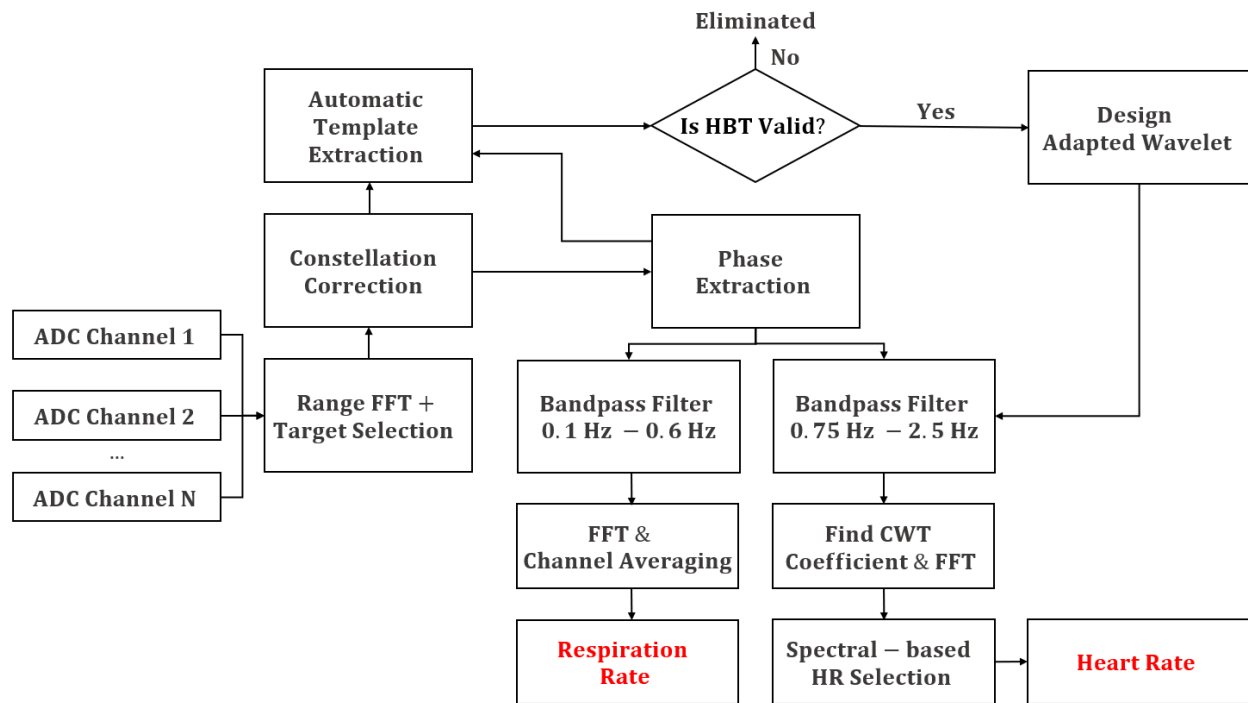 Eliminated
No
Automatic
Template
Extraction
Is HBT Valid?
Yes
Design
Adapted Wavelet
Constellation
Correction
Phase
Extraction
ADC Channel 1
ADC Channel 2
...
ADC Channel N
Range FFT +
Target Selection
Bandpass Filter
0.1 Hz − 0.6 Hz
Bandpass Filter
0.75 Hz − 2.5 Hz
FFT &
Channel Averaging
Find CWT
Coefficient & FFT
Respiration
Rate
Spectral − based
HR Selection
Heart Rate